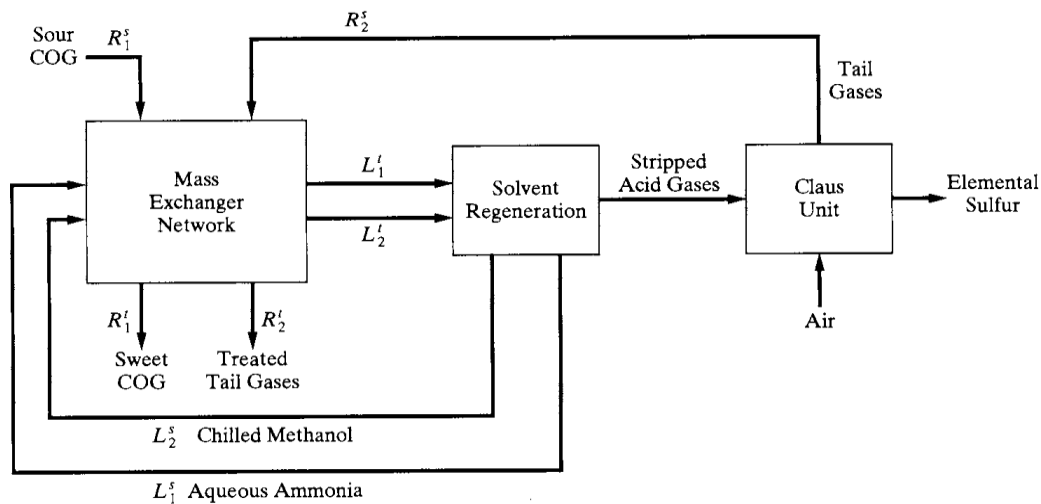 Sour
COG
R₁ˢ
R₂ˢ
Tail
Gases
Mass
Exchanger
Network
L₁ᵗ
L₂ᵗ
Solvent
Regeneration
Stripped
Acid Gases
Claus
Unit
Elemental
Sulfur
Air
R₁ᵗ
R₂ᵗ
Sweet
COG
Treated
Tail Gases
L₂ˢ Chilled Methanol
L₁ˢ Aqueous Ammonia